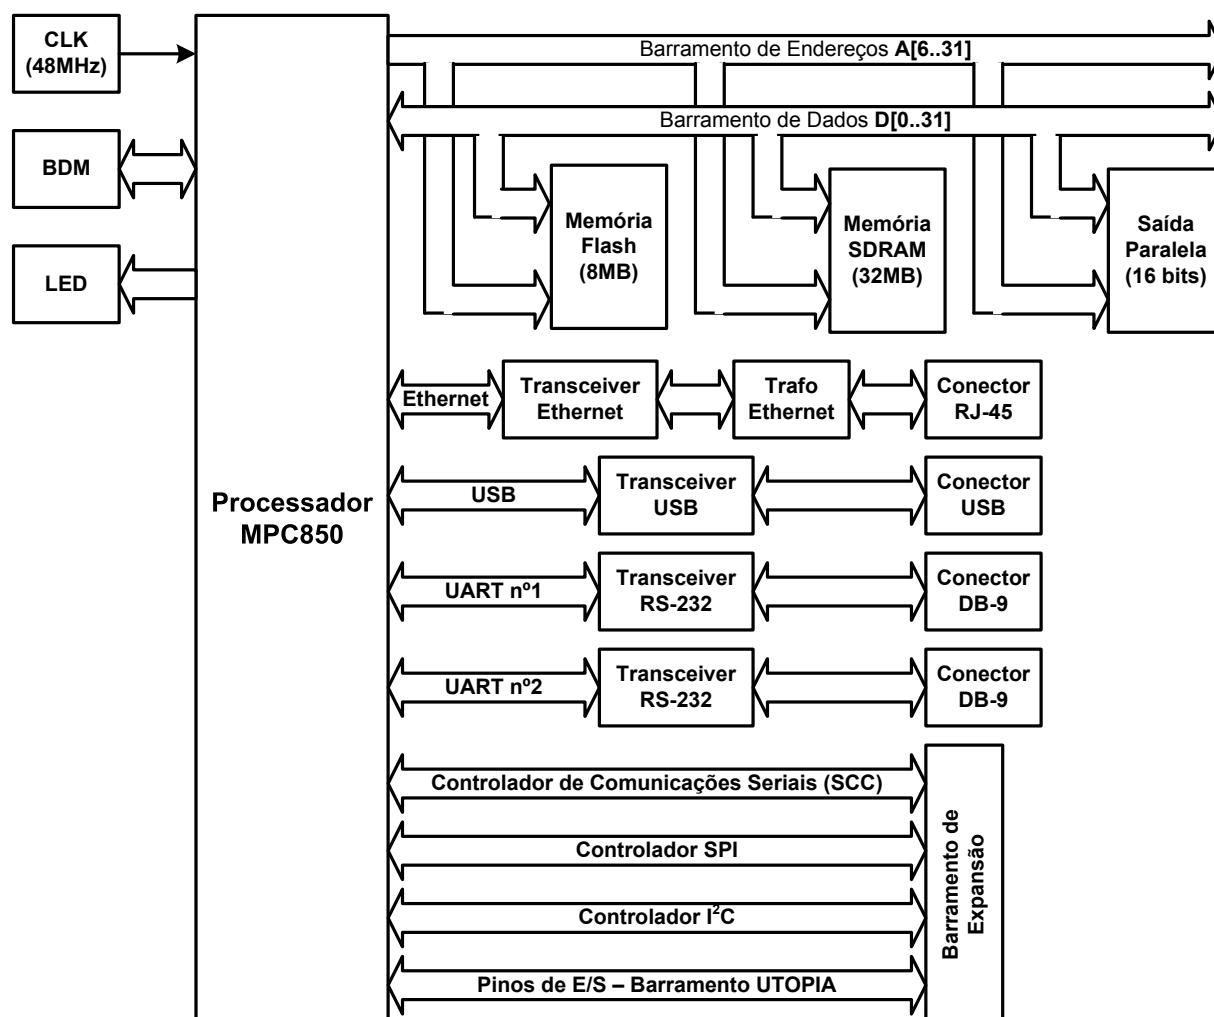 CLK
(48MHz)
Barramento de Endereços A[6..31]
Barramento de Dados D[0..31]
BDM
LED
Memória
Flash
(8MB)
Memória
SDRAM
(32MB)
Saída
Paralela
(16 bits)
Processador
MPC850
Ethernet
Transceiver
Ethernet
Trafo
Ethernet
Conector
RJ-45
USB
Transceiver
USB
Conector
USB
UART nº1
Transceiver
RS-232
Conector
DB-9
UART nº2
Transceiver
RS-232
Conector
DB-9
Controlador de Comunicações Seriais (SCC)
Controlador SPI
Controlador I²C
Pinos de E/S – Barramento UTOPIA
Barramento de
Expansão